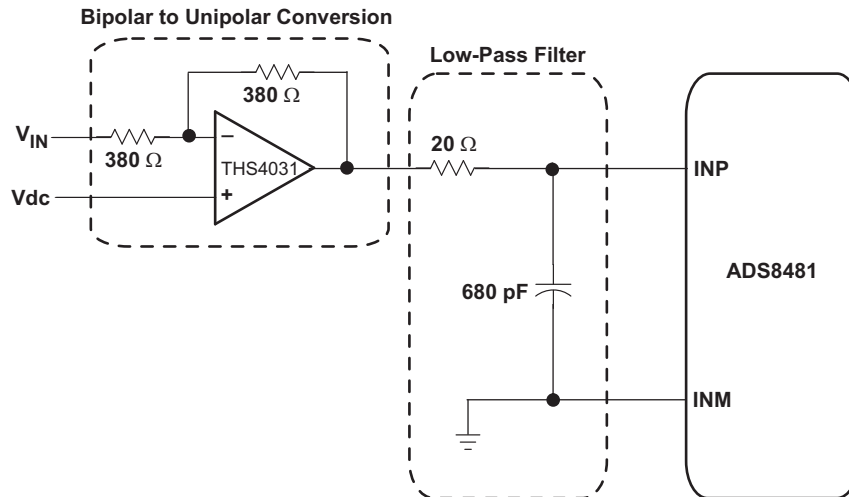 Bipolar to Unipolar Conversion
Low-Pass Filter
380 Ω
V_IN
380 Ω
−
THS4031
+
Vdc
20 Ω
INP
680 pF
ADS8481
INM